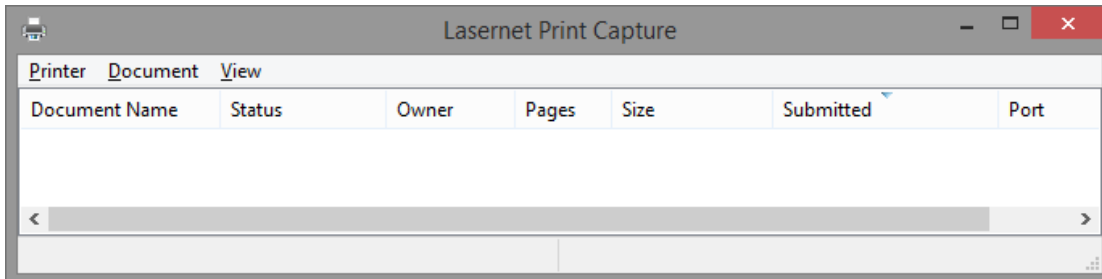 Lasernet Print Capture
Printer Document View
Document Name Status Owner Pages Size Submitted Port